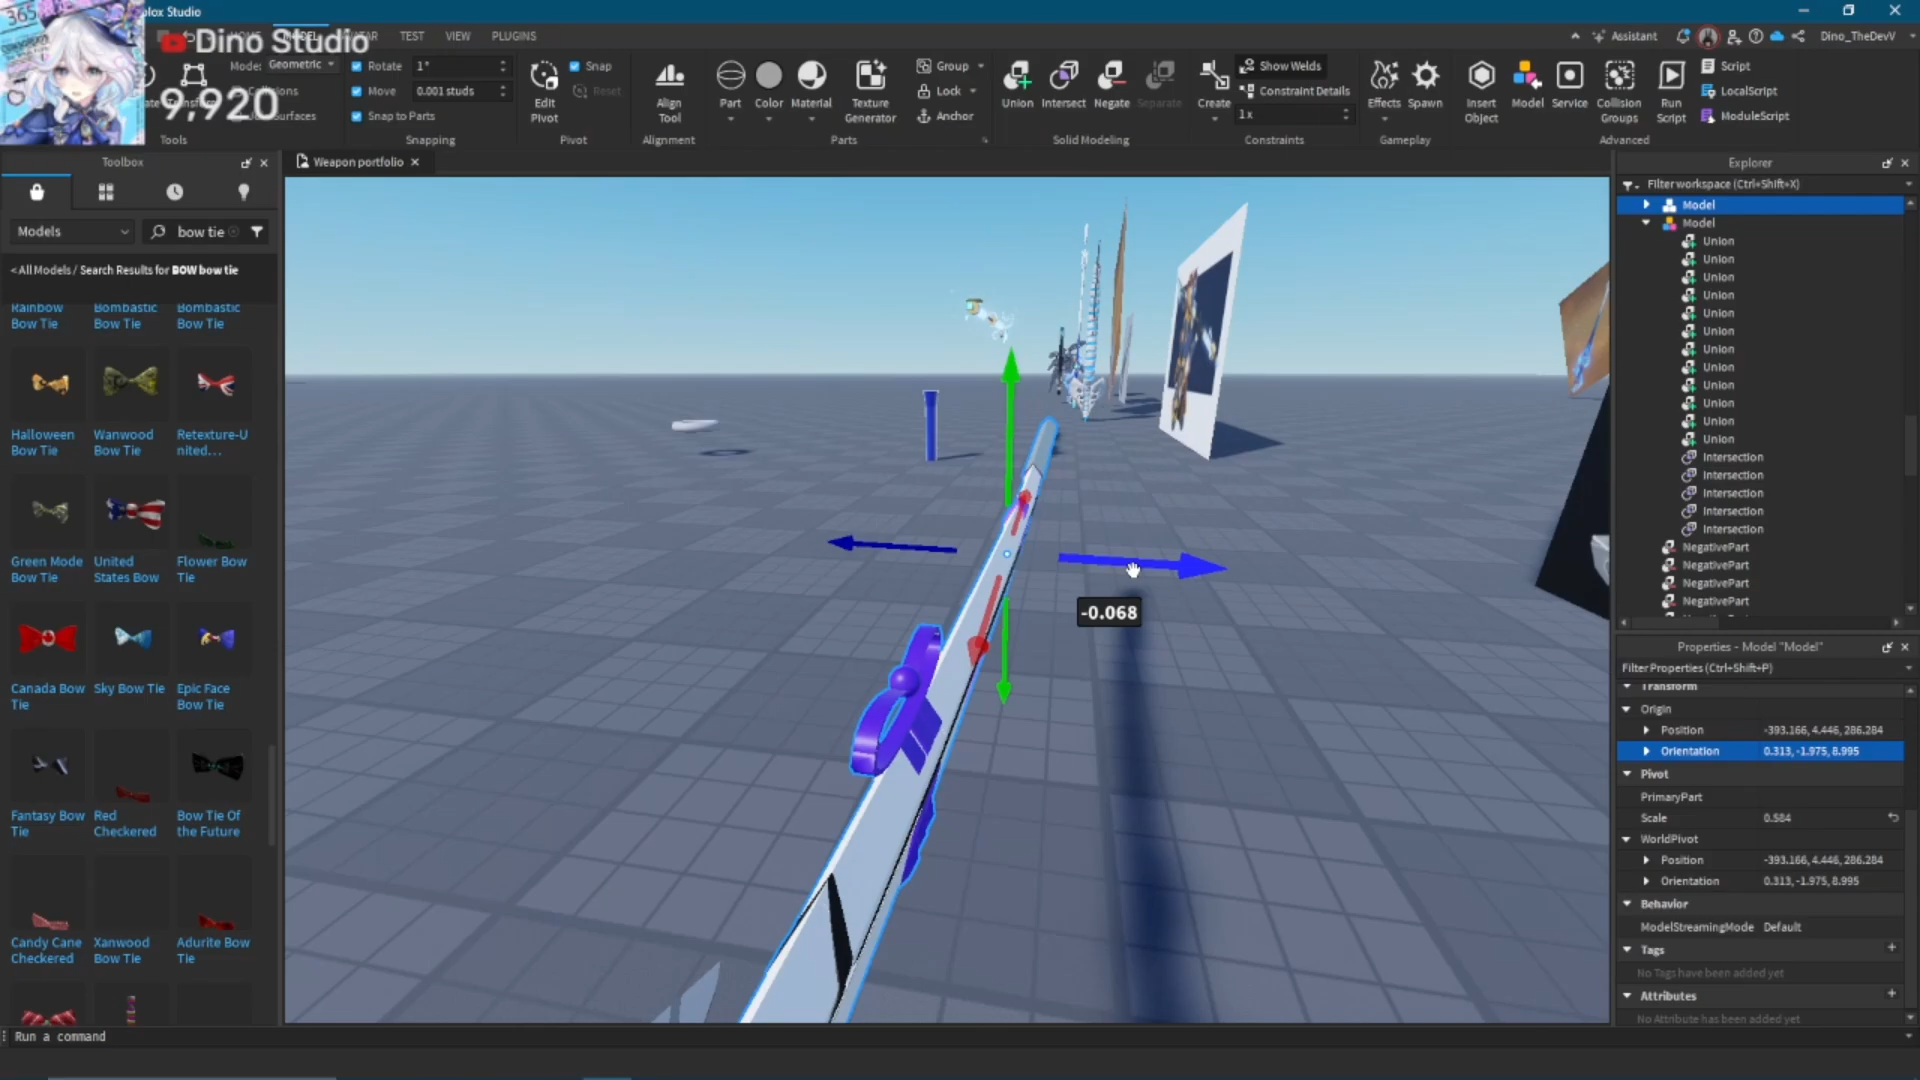 365
Roblox Studio
Dino Studio
9,920
MODEL
AVATAR
TEST
VIEW
PLUGINS
Assistant
Dino_TheDevV
Mode:
Geometric
Collisions
Join Surfaces
Transform
Tools
Rotate
1°
Move
0.001 studs
Snap to Parts
Snapping
Edit
Pivot
Snap
Reset
Pivot
Align
Tool
Alignment
Part
Color
Material
Texture
Generator
Group
Lock
Anchor
Parts
Union
Intersect
Negate
Separate
Solid Modeling
Create
Show Welds
Constraint Details
1x
Constraints
Effects
Spawn
Gameplay
Insert
Object
Model
Service
Collision
Groups
Run
Script
Script
LocalScript
ModuleScript
Advanced
Toolbox
Models
bow tie
< All Models / Search Results for BOW bow tie
Rainbow
Bow Tie
Bombastic
Bow Tie
Bombastic
Bow Tie
Halloween
Bow Tie
Wanwood
Bow Tie
Retexture-U
nited...
Green Mode
Bow Tie
United
States Bow
Flower Bow
Tie
Canada Bow
Tie
Sky Bow Tie
Epic Face
Bow Tie
Fantasy Bow
Tie
Red
Checkered
Bow Tie Of
the Future
Candy Cane
Checkered
Xanwood
Bow Tie
Adurite Bow
Tie
Weapon portfolio
-0.068
Explorer
Filter workspace (Ctrl+Shift+X)
Model
Model
Union
Union
Union
Union
Union
Union
Union
Union
Union
Union
Union
Union
Intersection
Intersection
Intersection
Intersection
Intersection
NegativePart
NegativePart
NegativePart
NegativePart
Properties - Model "Model"
Filter Properties (Ctrl+Shift+P)
Transform
Origin
Position -393.166, 4.446, 286.284
Orientation 0.313, -1.975, 8.995
Pivot
PrimaryPart
Scale 0.584
WorldPivot
Position -393.166, 4.446, 286.284
Orientation 0.313, -1.975, 8.995
Behavior
ModelStreamingMode Default
Tags
No Tags have been added yet
Attributes
No Attribute has been added yet
Run a command